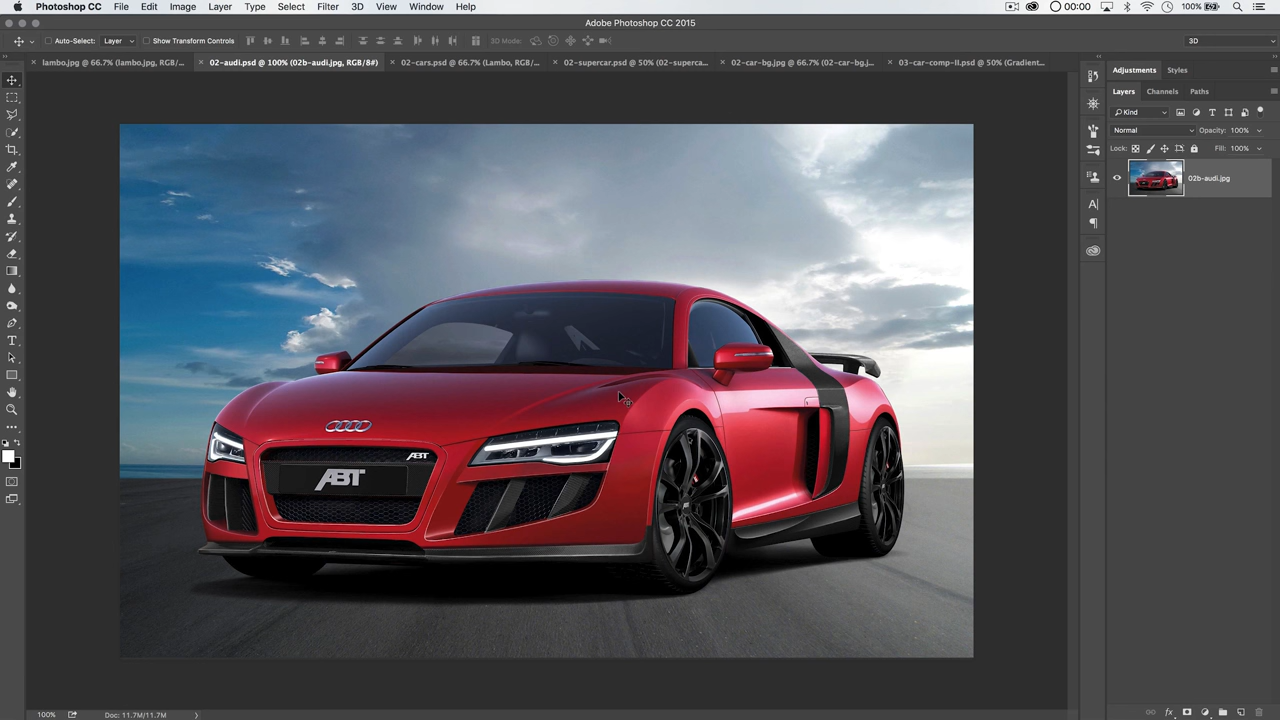 Photoshop CC File Edit Image Layer Type Select Filter 3D View Window Help 00:00 100%
Adobe Photoshop CC 2015
Auto-Select: Layer Show Transform Controls 3D Mode: 3D
lambo.jpg @ 66.7% (lambo.jpg, RGB/... 02-audi.psd @ 100% (02b-audi.jpg, RGB/8#) 02-cars.psd @ 66.7% (Lambo, RGB/... 02-supercar.psd @ 50% (02-superca... 02-car-bg.jpg @ 66.7% (02-car-bg.j... 03-car-comp-II.psd @ 50% (Gradient...
Adjustments Styles
Layers Channels Paths
Kind
Normal Opacity: 100%
Lock: Fill: 100%
02b-audi.jpg
ABT
ABT
100% Doc: 11.7M/11.7M